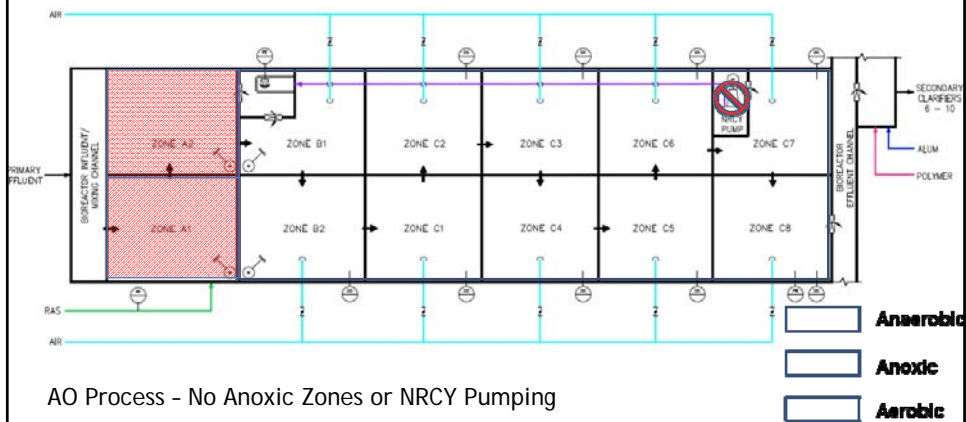 AIR
BIOREACTOR INFLUENT/
MIXING CHANNEL
ZONE A2
ZONE B1
ZONE C2
ZONE C3
ZONE C6
NRCY
PUMP
ZONE C7
PRIMARY
FFLUENT
ZONE A1
ZONE B2
ZONE C1
ZONE C4
ZONE C5
ZONE C8
BIOREACTOR
EFFLUENT CHANNEL
SECONDARY
CLARIFIERS
6 - 10
ALUM
POLYMER
RAS
AIR
Anaerobic
Anoxic
Aerobic
AO Process - No Anoxic Zones or NRCY Pumping